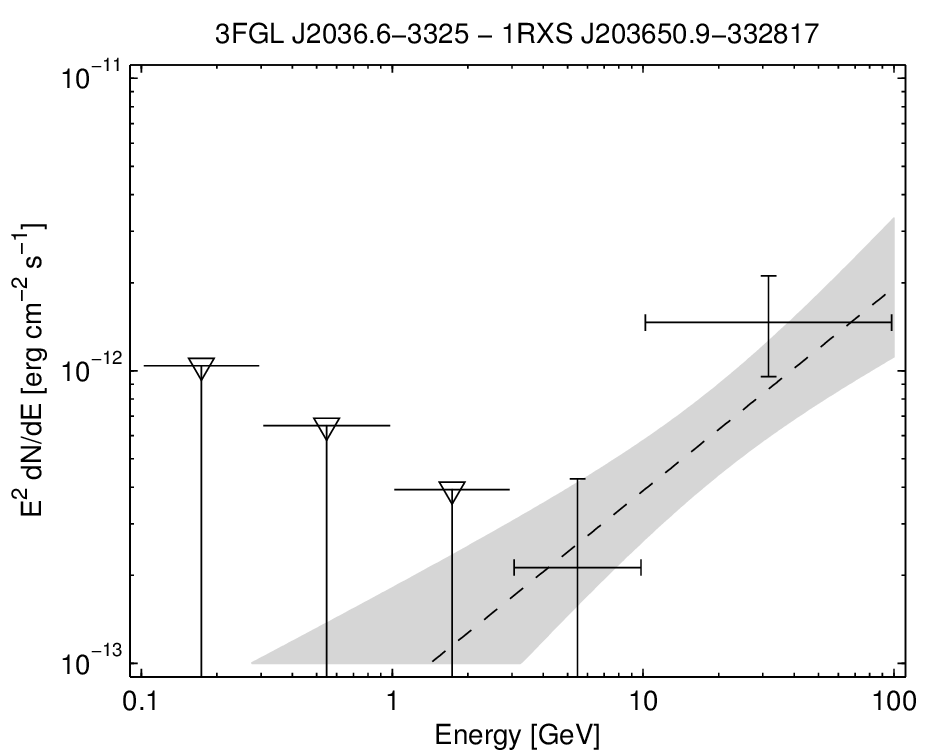 3FGL J2036.6−3325 − 1RXS J203650.9−332817
E² dN/dE [erg cm⁻² s⁻¹]
10⁻¹¹
10⁻¹²
10⁻¹³
0.1 1 10 100
Energy [GeV]